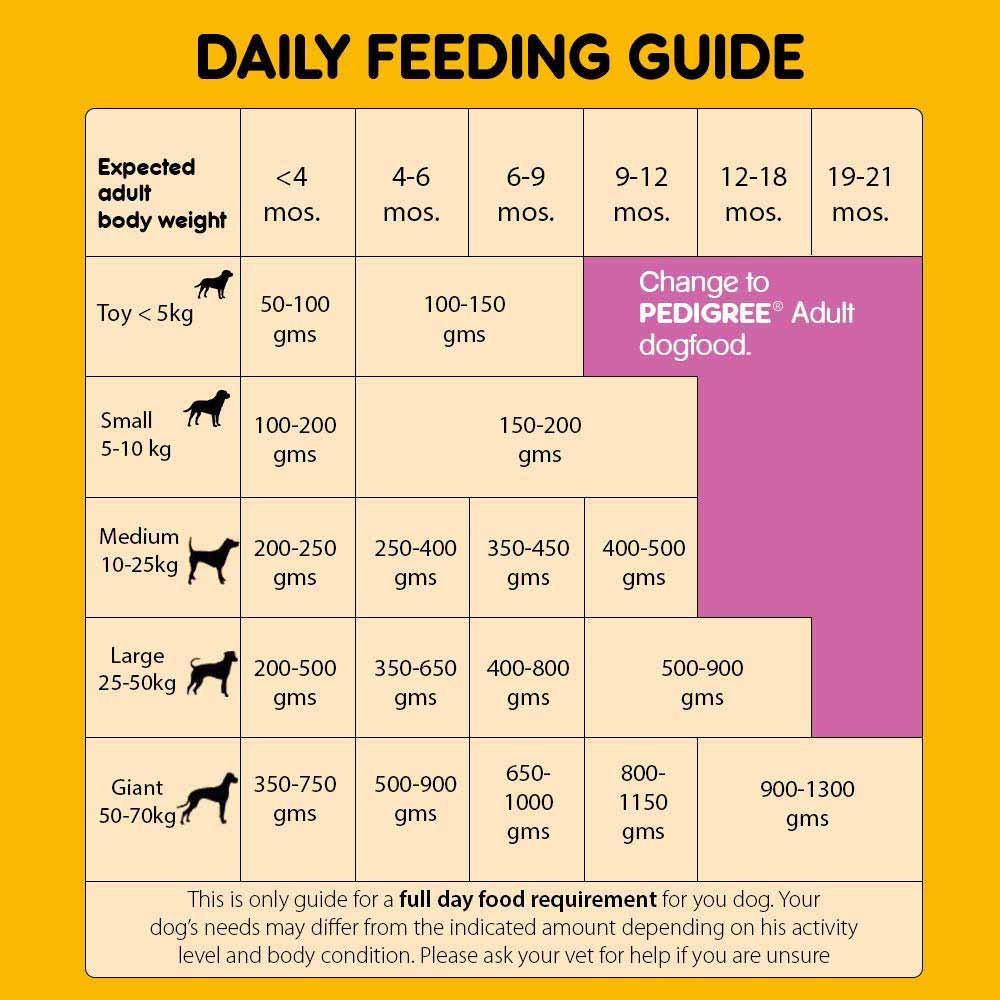 DAILY FEEDING GUIDE
Expected
adult
body weight
<4
mos.
4-6
mos.
6-9
mos.
9-12
mos.
12-18
mos.
19-21
mos.
Toy < 5kg
50-100
gms
100-150
gms
Change to
PEDIGREE® Adult
dogfood.
Small
5-10 kg
100-200
gms
150-200
gms
Medium
10-25kg
200-250
gms
250-400
gms
350-450
gms
400-500
gms
Large
25-50kg
200-500
gms
350-650
gms
400-800
gms
500-900
gms
Giant
50-70kg
350-750
gms
500-900
gms
650-
1000
gms
800-
1150
gms
900-1300
gms
This is only guide for a full day food requirement for you dog. Your
dog's needs may differ from the indicated amount depending on his activity
level and body condition. Please ask your vet for help if you are unsure